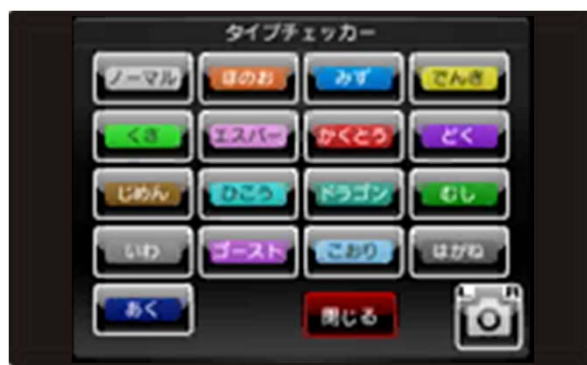 タイプチェッカー
ノーマル ほのお みず でんき
くさ エスパー かくとう どく
じめん ひこう ドラゴン むし
いわ ゴースト こおり はがね
L R
あく 閉じる